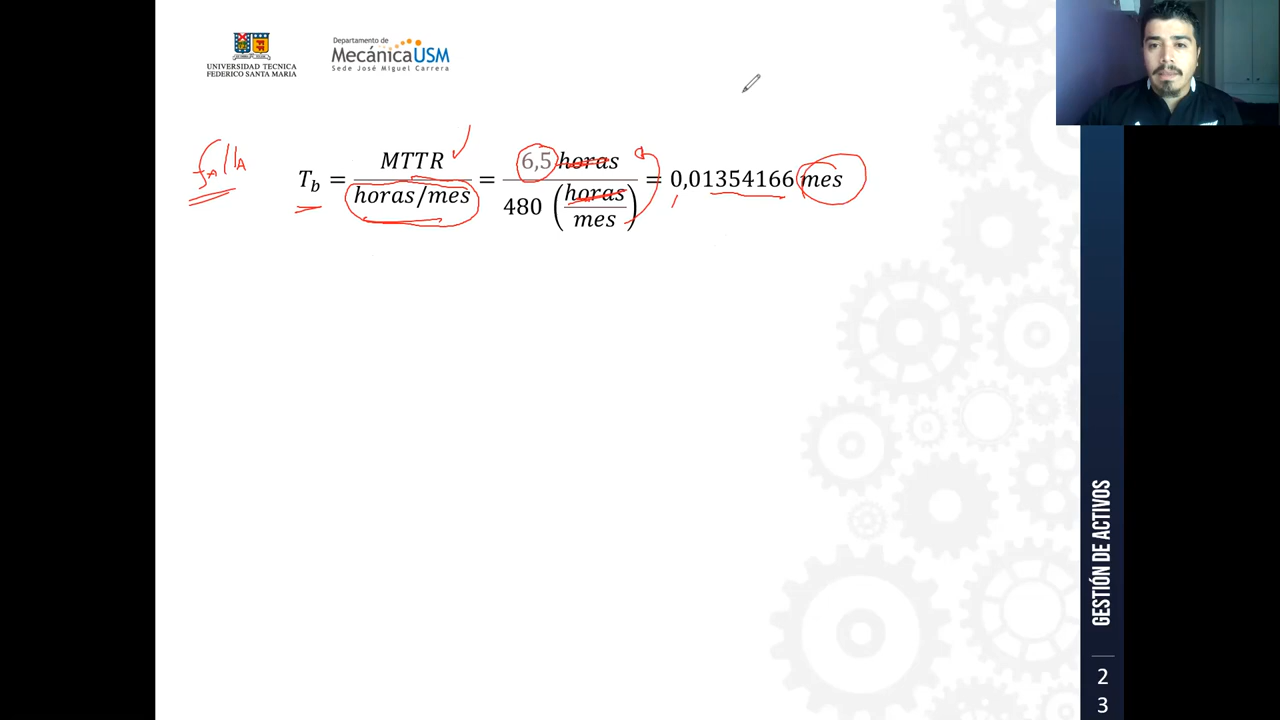 UNIVERSIDAD TECNICA
FEDERICO SANTA MARIA
Departamento de
MecánicaUSM
Sede José Miguel Carrera
fAllA
T_b = MTTR / (horas/mes) = 6,5 horas / 480 (horas/mes) = 0,01354166 mes
GESTIÓN DE ACTIVOS
2
3